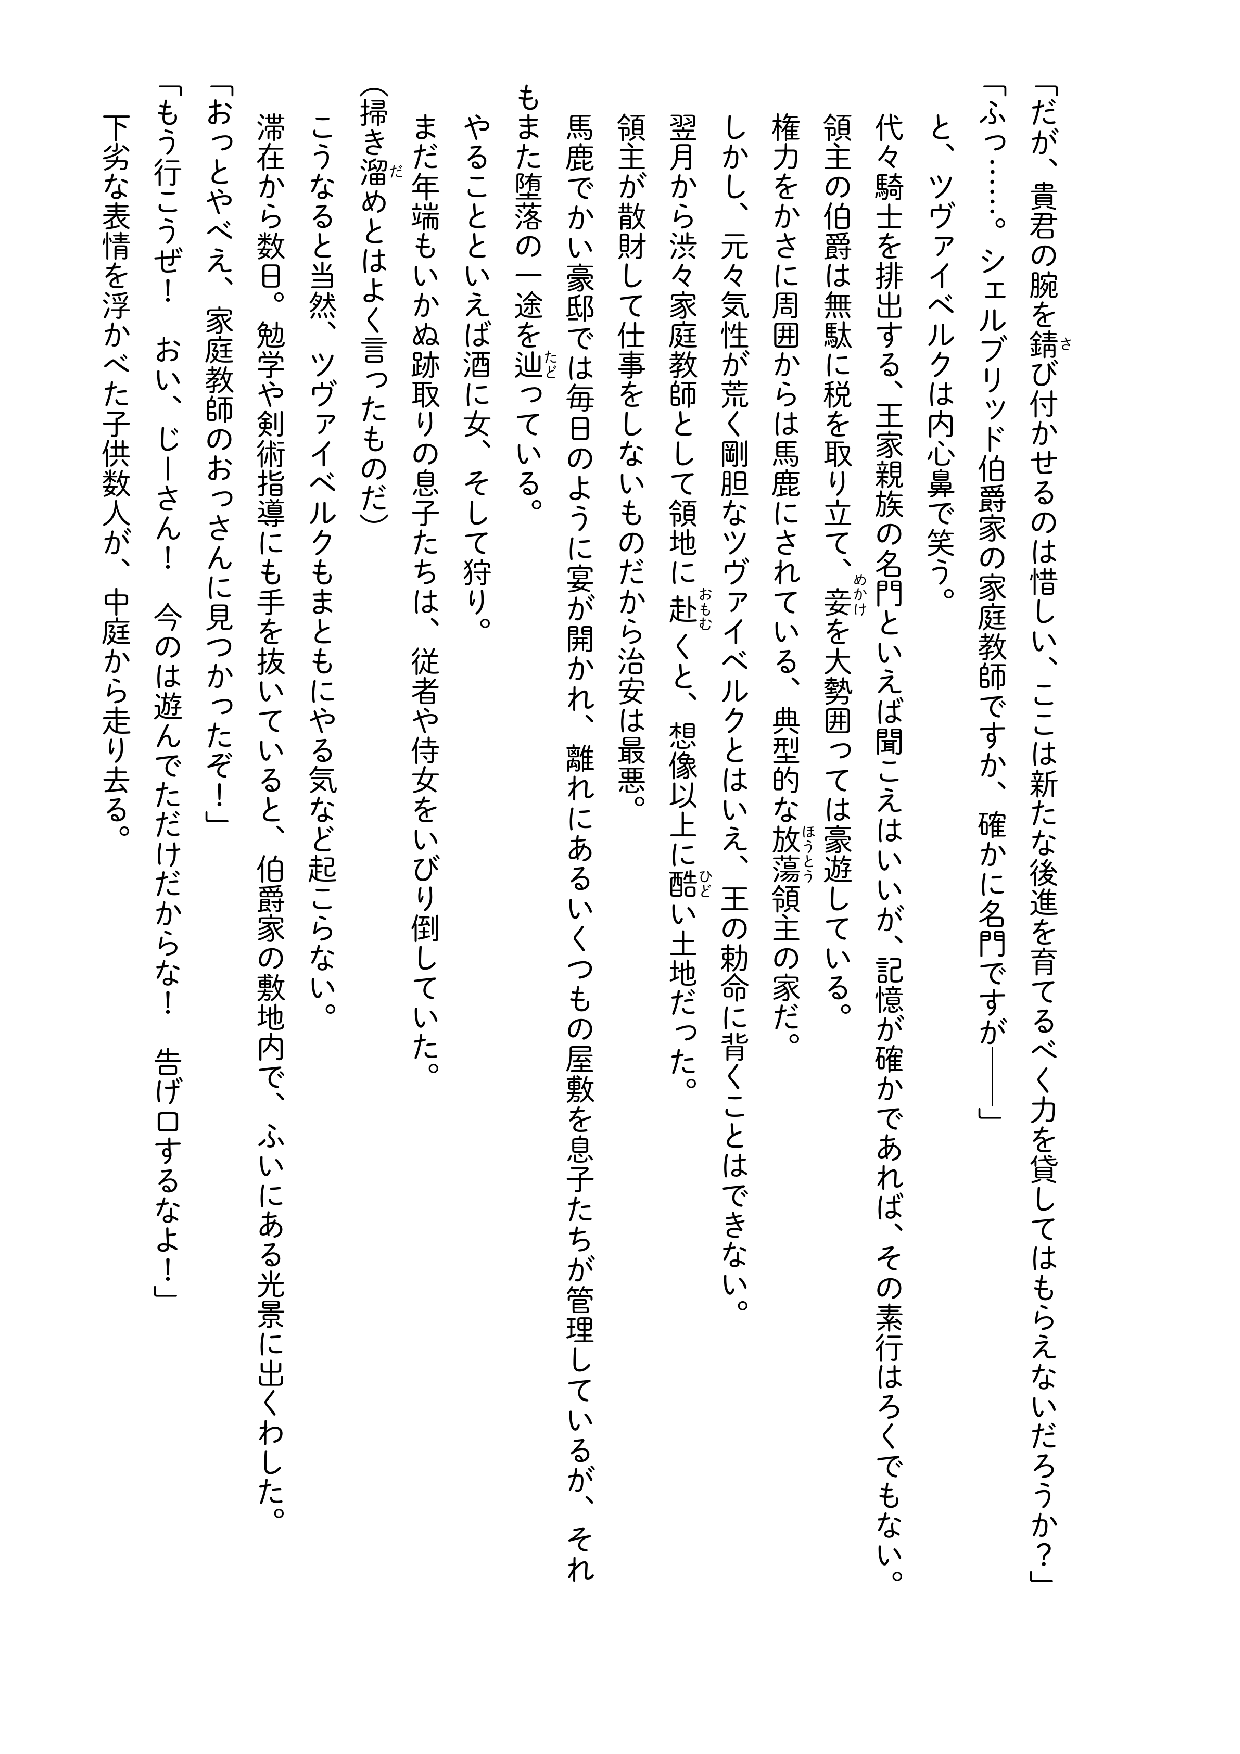 「だが、貴君の腕を錆び付かせるのは惜しい、ここは新たな後進を育てるべく力を貸してはもらえないだろうか？」
「ふっ……。シェルブリッド伯爵家の家庭教師ですか、確かに名門ですが――」
と、ツヴァイベルクは内心鼻で笑う。
代々騎士を排出する、王家親族の名門といえば聞こえはいいが、記憶が確かであれば、その素行はろくでもない。
領主の伯爵は無駄に税を取り立て、妾を大勢囲っては豪遊している。
権力をかさに周囲からは馬鹿にされている、典型的な放蕩領主の家だ。
しかし、元々気性が荒く剛胆なツヴァイベルクとはいえ、王の勅命に背くことはできない。
翌月から渋々家庭教師として領地に赴くと、想像以上に酷い土地だった。
領主が散財して仕事をしないものだから治安は最悪。
馬鹿でかい豪邸では毎日のように宴が開かれ、離れにあるいくつもの屋敷を息子たちが管理しているが、それ
もまた堕落の一途を辿っている。
やることといえば酒に女、そして狩り。
まだ年端もいかぬ跡取りの息子たちは、従者や侍女をいびり倒していた。
（掃き溜めとはよく言ったものだ）
こうなると当然、ツヴァイベルクもまともにやる気など起こらない。
滞在から数日。勉学や剣術指導にも手を抜いていると、伯爵家の敷地内で、ふいにある光景に出くわした。
「おっとやべえ、家庭教師のおっさんに見つかったぞ！」
「もう行こうぜ！　おい、じーさん！　今のは遊んでただけだからな！　告げ口するなよ！」
下劣な表情を浮かべた子供数人が、中庭から走り去る。